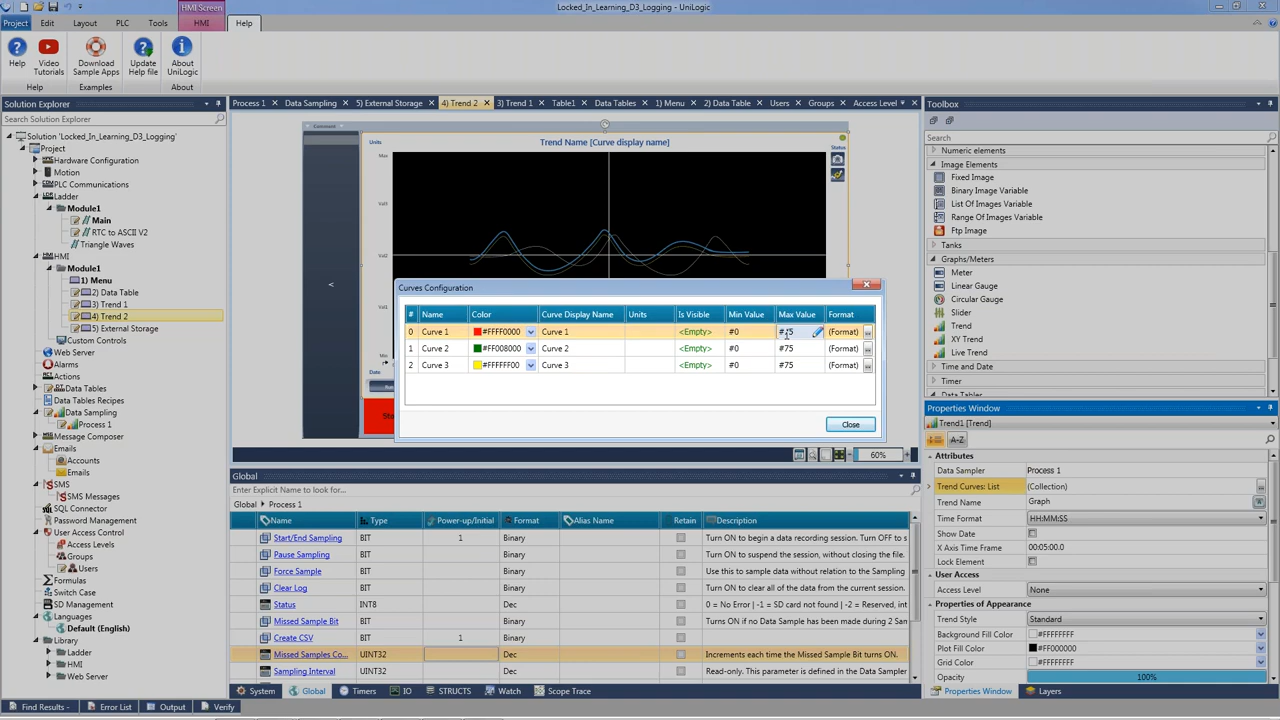 HMI Screen
Locked_In_Learning_D3_Logging - UniLogic
Project Edit Layout PLC Tools HMI Help
Help Video Tutorials Download Sample Apps Update Help file About UniLogic
Help Examples About
Solution Explorer
Search Solution Explorer
Solution 'Locked_In_Learning_D3_Logging'
Project
Hardware Configuration
Motion
PLC Communications
Ladder
Module1
Main
RTC to ASCII V2
Triangle Waves
HMI
Module1
1) Menu
2) Data Table
3) Trend 1
4) Trend 2
5) External Storage
Custom Controls
Web Server
Alarms
Data Tables
Data Tables Recipes
Data Sampling
Process 1
Message Composer
Emails
Accounts
Emails
SMS
SMS Messages
SQL Connector
Password Management
User Access Control
Access Levels
Groups
Users
Formulas
Switch Case
SD Management
Languages
Default (English)
Library
Ladder
HMI
Web Server
Process 1 Data Sampling 5) External Storage 4) Trend 2 3) Trend 1 Table1 Data Tables 1) Menu 2) Data Table Users Groups Access Level
Comment
Units Trend Name [Curve display name] Status
Max
Val3
Val2
Val1
Date
<
Curves Configuration
# Name Color Curve Display Name Units Is Visible Min Value Max Value Format
0 Curve 1 #FFFF0000 Curve 1 <Empty> #0 #75 (Format)
1 Curve 2 #FF008000 Curve 2 <Empty> #0 #75 (Format)
2 Curve 3 #FFFFFF00 Curve 3 <Empty> #0 #75 (Format)
Close
60%
Global
Enter Explicit Name to look for...
Global Process 1
Name Type Power-up/Initial Format Alias Name Retain Description
Start/End Sampling BIT 1 Binary Turn ON to begin a data recording session. Turn OFF to s
Pause Sampling BIT Binary Turn ON to suspend the session, without closing the file.
Force Sample BIT Binary Use this to sample data without relation to the Sampling
Clear Log BIT Binary Turn ON to clear all of the data from the current session.
Status INT8 Dec 0 = No Error | -1 = SD card not found | -2 = Reserved, int
Missed Sample Bit BIT Binary Turns ON if no Data Sample has been made during 2 Sam
Create CSV BIT 1 Binary
Missed Samples Co... UINT32 Dec Increments each time the Missed Sample Bit turns ON.
Sampling Interval UINT32 Dec Read-only. This parameter is defined in the Data Sampler
System Global Timers IO STRUCTS Watch Scope Trace
Toolbox
Search
Numeric elements
Image Elements
Fixed Image
Binary Image Variable
List Of Images Variable
Range Of Images Variable
Ftp Image
Tanks
Graphs/Meters
Meter
Linear Gauge
Circular Gauge
Slider
Trend
XY Trend
Live Trend
Time and Date
Timer
Data Tables
Properties Window
Trend1 [Trend]
A-Z
Attributes
Data Sampler Process 1
Trend Curves: List (Collection)
Trend Name Graph
Time Format HH:MM:SS
Show Date
X Axis Time Frame 00:05:00.0
Lock Element
User Access
Access Level None
Properties of Appearance
Trend Style Standard
Background Fill Color #FFFFFFFF
Plot Fill Color #FF000000
Grid Color #FFFFFFFF
Opacity 100%
Properties Window Layers
Find Results - Error List Output Verify